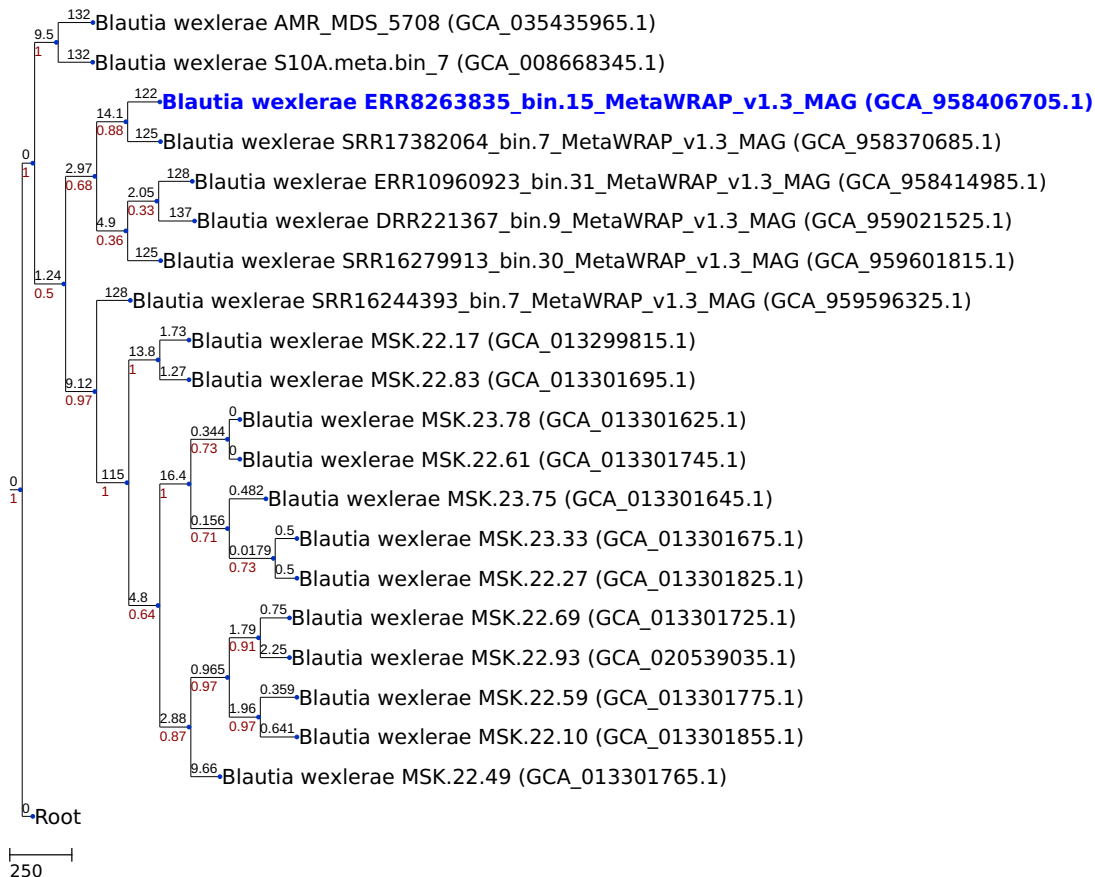 132 Blautia wexlerae AMR_MDS_5708 (GCA_035435965.1)
9.5
1
132 Blautia wexlerae S10A.meta.bin_7 (GCA_008668345.1)
122 Blautia wexlerae ERR8263835_bin.15_MetaWRAP_v1.3_MAG (GCA_958406705.1)
14.1
0.88
125 Blautia wexlerae SRR17382064_bin.7_MetaWRAP_v1.3_MAG (GCA_958370685.1)
0
1
2.97
0.68
128 Blautia wexlerae ERR10960923_bin.31_MetaWRAP_v1.3_MAG (GCA_958414985.1)
2.05
0.33
137 Blautia wexlerae DRR221367_bin.9_MetaWRAP_v1.3_MAG (GCA_959021525.1)
4.9
0.36
125 Blautia wexlerae SRR16279913_bin.30_MetaWRAP_v1.3_MAG (GCA_959601815.1)
1.24
0.5
128 Blautia wexlerae SRR16244393_bin.7_MetaWRAP_v1.3_MAG (GCA_959596325.1)
1.73 Blautia wexlerae MSK.22.17 (GCA_013299815.1)
13.8
1
1.27 Blautia wexlerae MSK.22.83 (GCA_013301695.1)
9.12
0.97
0 Blautia wexlerae MSK.23.78 (GCA_013301625.1)
0.344
0.73
0 Blautia wexlerae MSK.22.61 (GCA_013301745.1)
115
1
16.4
1
0
1
0.482 Blautia wexlerae MSK.23.75 (GCA_013301645.1)
0.156
0.71
0.5 Blautia wexlerae MSK.23.33 (GCA_013301675.1)
0.0179
0.73
0.5 Blautia wexlerae MSK.22.27 (GCA_013301825.1)
4.8
0.64
0.75 Blautia wexlerae MSK.22.69 (GCA_013301725.1)
1.79
0.91
2.25 Blautia wexlerae MSK.22.93 (GCA_020539035.1)
0.965
0.97
0.359 Blautia wexlerae MSK.22.59 (GCA_013301775.1)
1.96
0.97
2.88
0.87
0.641 Blautia wexlerae MSK.22.10 (GCA_013301855.1)
9.66 Blautia wexlerae MSK.22.49 (GCA_013301765.1)
0 Root
250